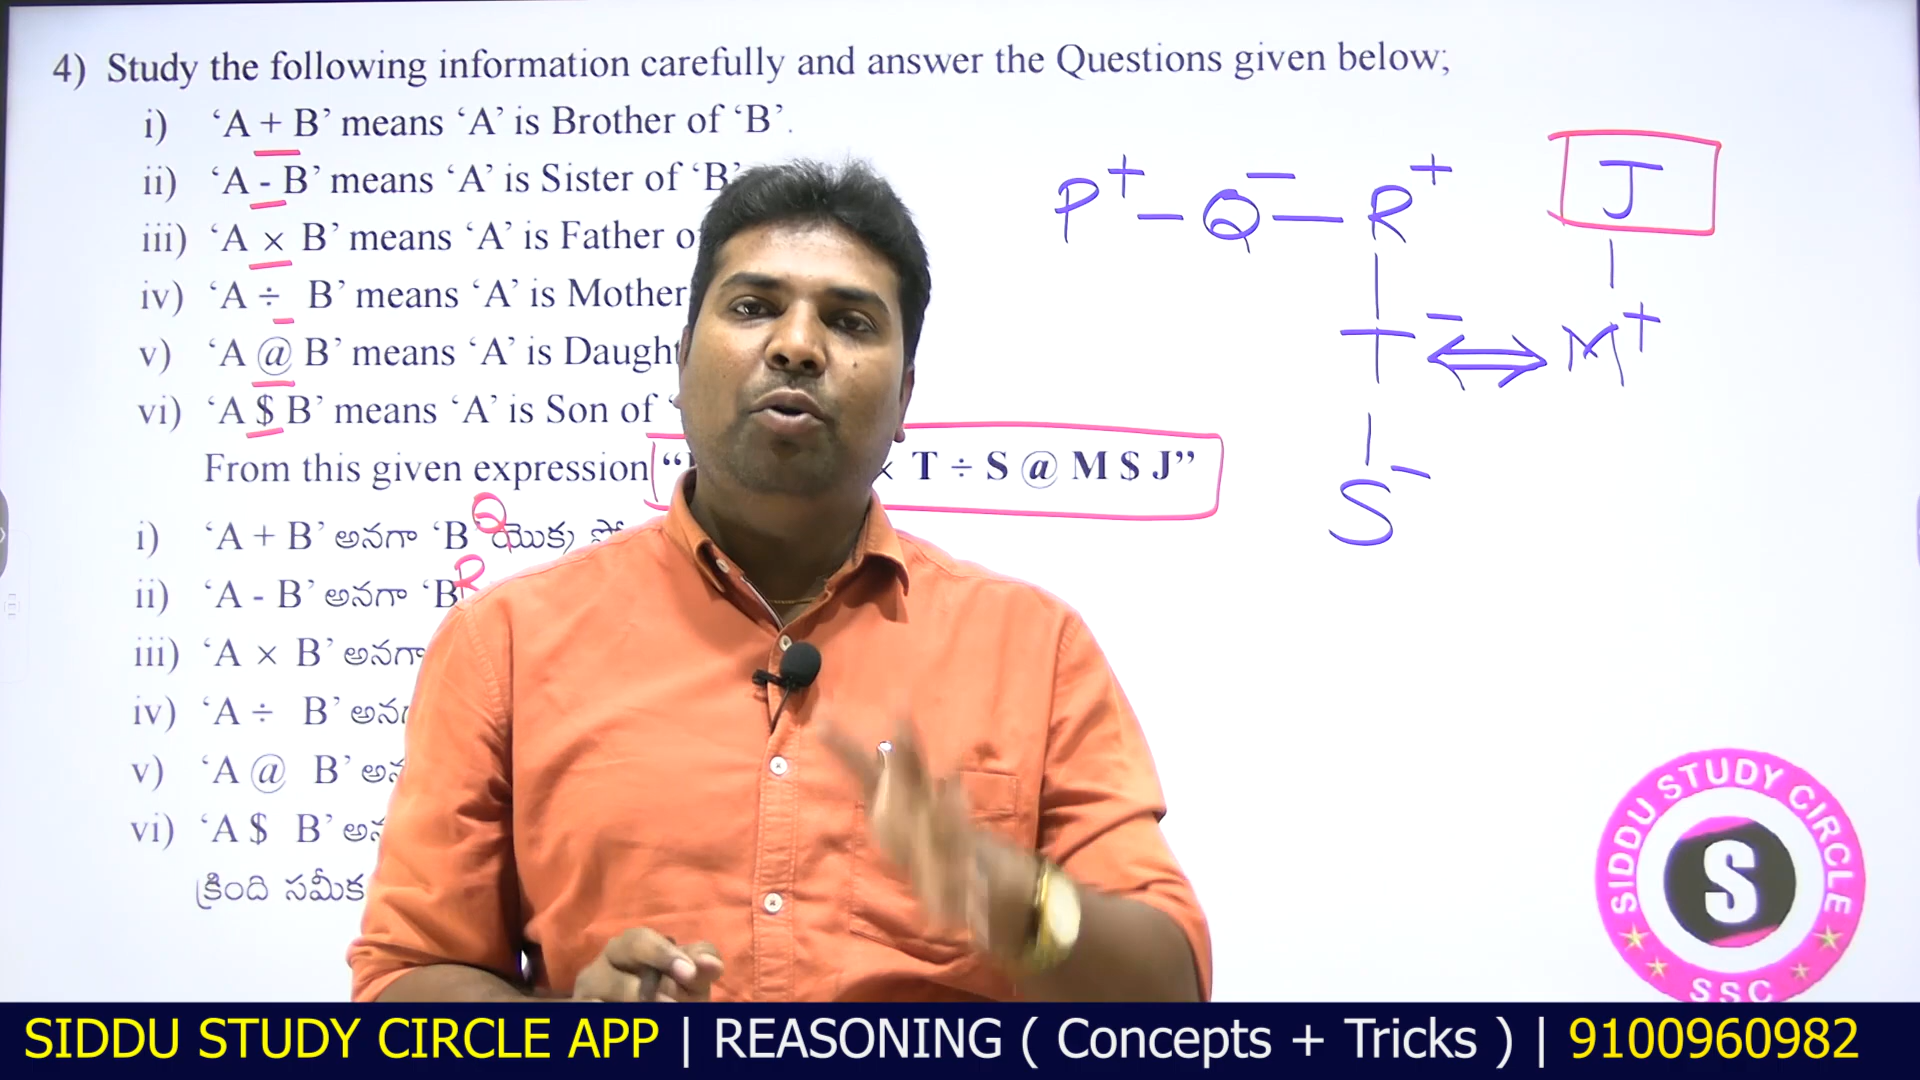 4) Study the following information carefully and answer the Questions given below;
i) ‘A + B’ means ‘A’ is Brother of ‘B’.
ii) ‘A - B’ means ‘A’ is Sister of ‘B’
iii) ‘A × B’ means ‘A’ is Father
iv) ‘A ÷ B’ means ‘A’ is Mother
v) ‘A @ B’ means ‘A’ is
vi) ‘A $ B’ means ‘A’ is Son of
From this given expression × T ÷ S @ M $ J”
i) ‘A + B’ అనగా ‘B’ యొక్క
ii) ‘A - B’ అనగా ‘B
iii) ‘A × B’ అనగా
iv) ‘A ÷ B’
v) ‘A @ B’
vi) ‘A $ B’
క్రింది
Q
R
P+ — Q- — R+
J
T- ⇔ M+
S-
SIDDU STUDY CIRCLE
S
SSC
SIDDU STUDY CIRCLE APP | REASONING ( Concepts + Tricks ) | 9100960982